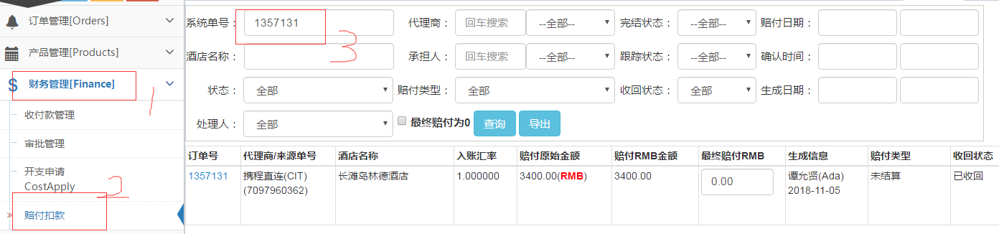 订单管理[Orders]
产品管理[Products]
财务管理[Finance]
1
收付款管理
审批管理
开支申请
CostApply
2
赔付扣款
系统单号： 1357131 代理商： 回车搜索 --全部-- 完结状态： --全部-- 赔付日期：
3
酒店名称： 承担人： 回车搜索 --全部-- 跟踪状态： --全部-- 确认时间：
状态： 全部 赔付类型： 全部 收回状态： 全部 生成日期：
处理人： 全部 最终赔付为0 查询 导出
订单号 代理商/来源单号 酒店名称 入账汇率 赔付原始金额 赔付RMB金额 最终赔付RMB 生成信息 赔付类型 收回状态
1357131 携程直连(CIT) 长滩岛林德酒店 1.000000 3400.00(RMB) 3400.00 0.00 谭允贤(Ada) 未结算 已收回
(7097960362) 2018-11-05